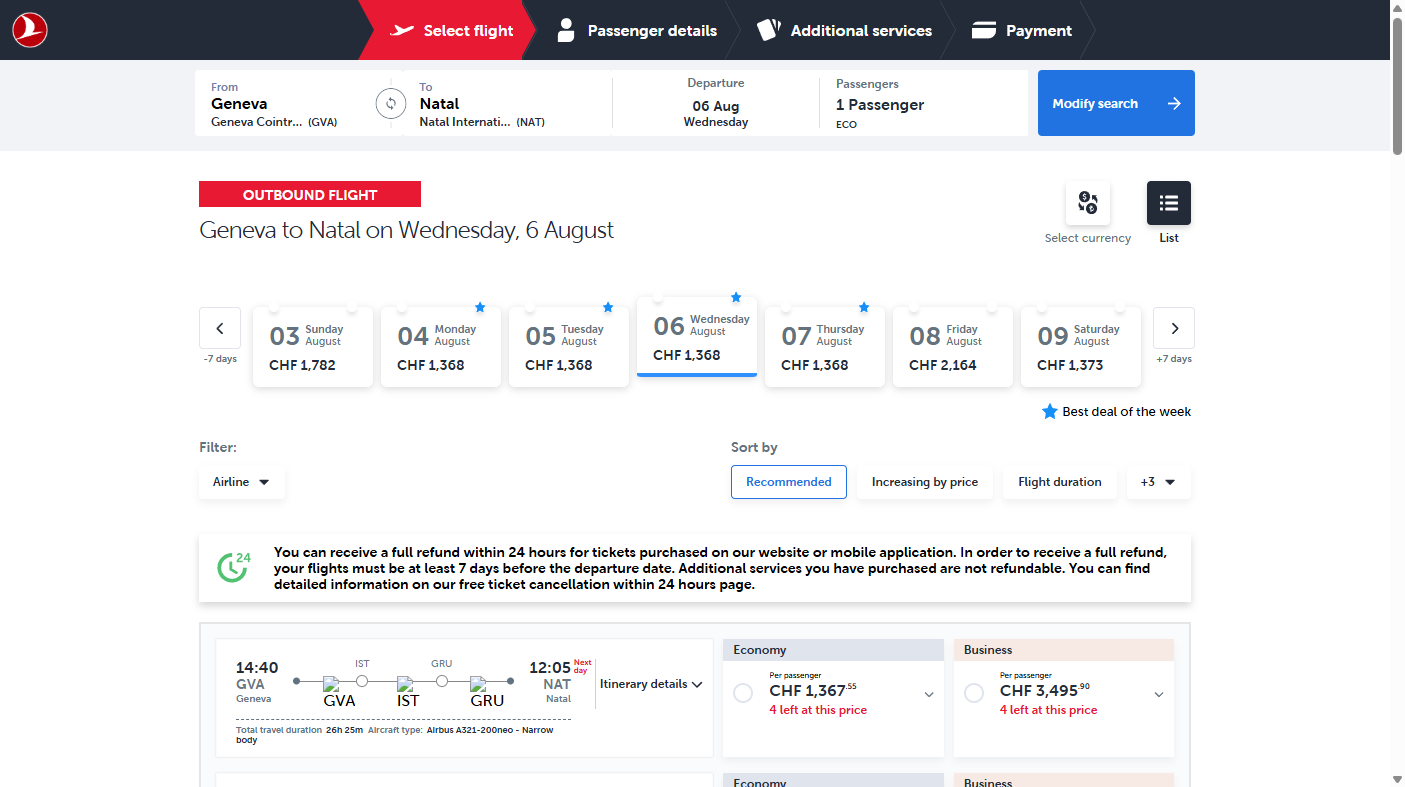 Select flight
Passenger details
Additional services
Payment
From
Geneva
Geneva Cointr... (GVA)
To
Natal
Natal Internati... (NAT)
Departure
06 Aug
Wednesday
Passengers
1 Passenger
ECO
Modify search
OUTBOUND FLIGHT
Geneva to Natal on Wednesday, 6 August
Select currency
List
-7 days
03 Sunday August
CHF 1,782
04 Monday August
CHF 1,368
05 Tuesday August
CHF 1,368
06 Wednesday August
CHF 1,368
07 Thursday August
CHF 1,368
08 Friday August
CHF 2,164
09 Saturday August
CHF 1,373
+7 days
Best deal of the week
Filter:
Airline
Sort by
Recommended
Increasing by price
Flight duration
+3
24
You can receive a full refund within 24 hours for tickets purchased on our website or mobile application. In order to receive a full refund,
your flights must be at least 7 days before the departure date. Additional services you have purchased are not refundable. You can find
detailed information on our free ticket cancellation within 24 hours page.
14:40
GVA
Geneva
IST
GRU
GVA
IST
GRU
12:05 Next day
NAT
Natal
Itinerary details
Total travel duration 26h 25m Aircraft type: Airbus A321-200neo - Narrow
body
Economy
Per passenger
CHF 1,367.55
4 left at this price
Business
Per passenger
CHF 3,495.90
4 left at this price
Economy
Business